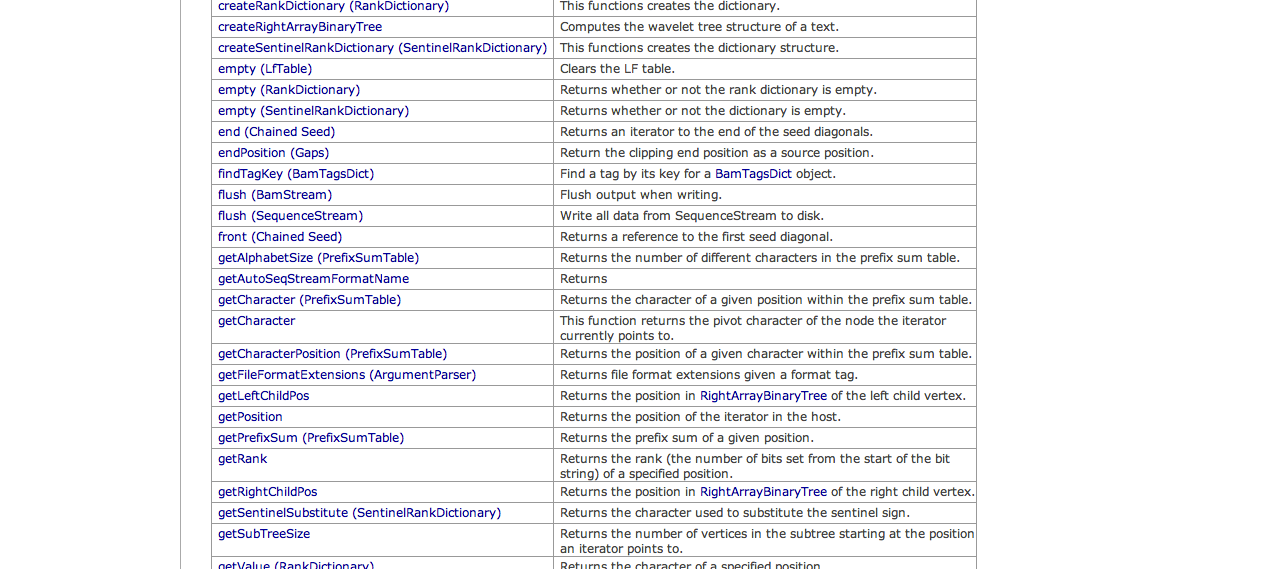 createRankDictionary (RankDictionary) This functions creates the dictionary.
createRightArrayBinaryTree Computes the wavelet tree structure of a text.
createSentinelRankDictionary (SentinelRankDictionary) This functions creates the dictionary structure.
empty (LfTable) Clears the LF table.
empty (RankDictionary) Returns whether or not the rank dictionary is empty.
empty (SentinelRankDictionary) Returns whether or not the dictionary is empty.
end (Chained Seed) Returns an iterator to the end of the seed diagonals.
endPosition (Gaps) Return the clipping end position as a source position.
findTagKey (BamTagsDict) Find a tag by its key for a BamTagsDict object.
flush (BamStream) Flush output when writing.
flush (SequenceStream) Write all data from SequenceStream to disk.
front (Chained Seed) Returns a reference to the first seed diagonal.
getAlphabetSize (PrefixSumTable) Returns the number of different characters in the prefix sum table.
getAutoSeqStreamFormatName Returns
getCharacter (PrefixSumTable) Returns the character of a given position within the prefix sum table.
getCharacter This function returns the pivot character of the node the iterator
currently points to.
getCharacterPosition (PrefixSumTable) Returns the position of a given character within the prefix sum table.
getFileFormatExtensions (ArgumentParser) Returns file format extensions given a format tag.
getLeftChildPos Returns the position in RightArrayBinaryTree of the left child vertex.
getPosition Returns the position of the iterator in the host.
getPrefixSum (PrefixSumTable) Returns the prefix sum of a given position.
getRank Returns the rank (the number of bits set from the start of the bit
string) of a specified position.
getRightChildPos Returns the position in RightArrayBinaryTree of the right child vertex.
getSentinelSubstitute (SentinelRankDictionary) Returns the character used to substitute the sentinel sign.
getSubTreeSize Returns the number of vertices in the subtree starting at the position
an iterator points to.
getValue (RankDictionary) Returns the character of a specified position.